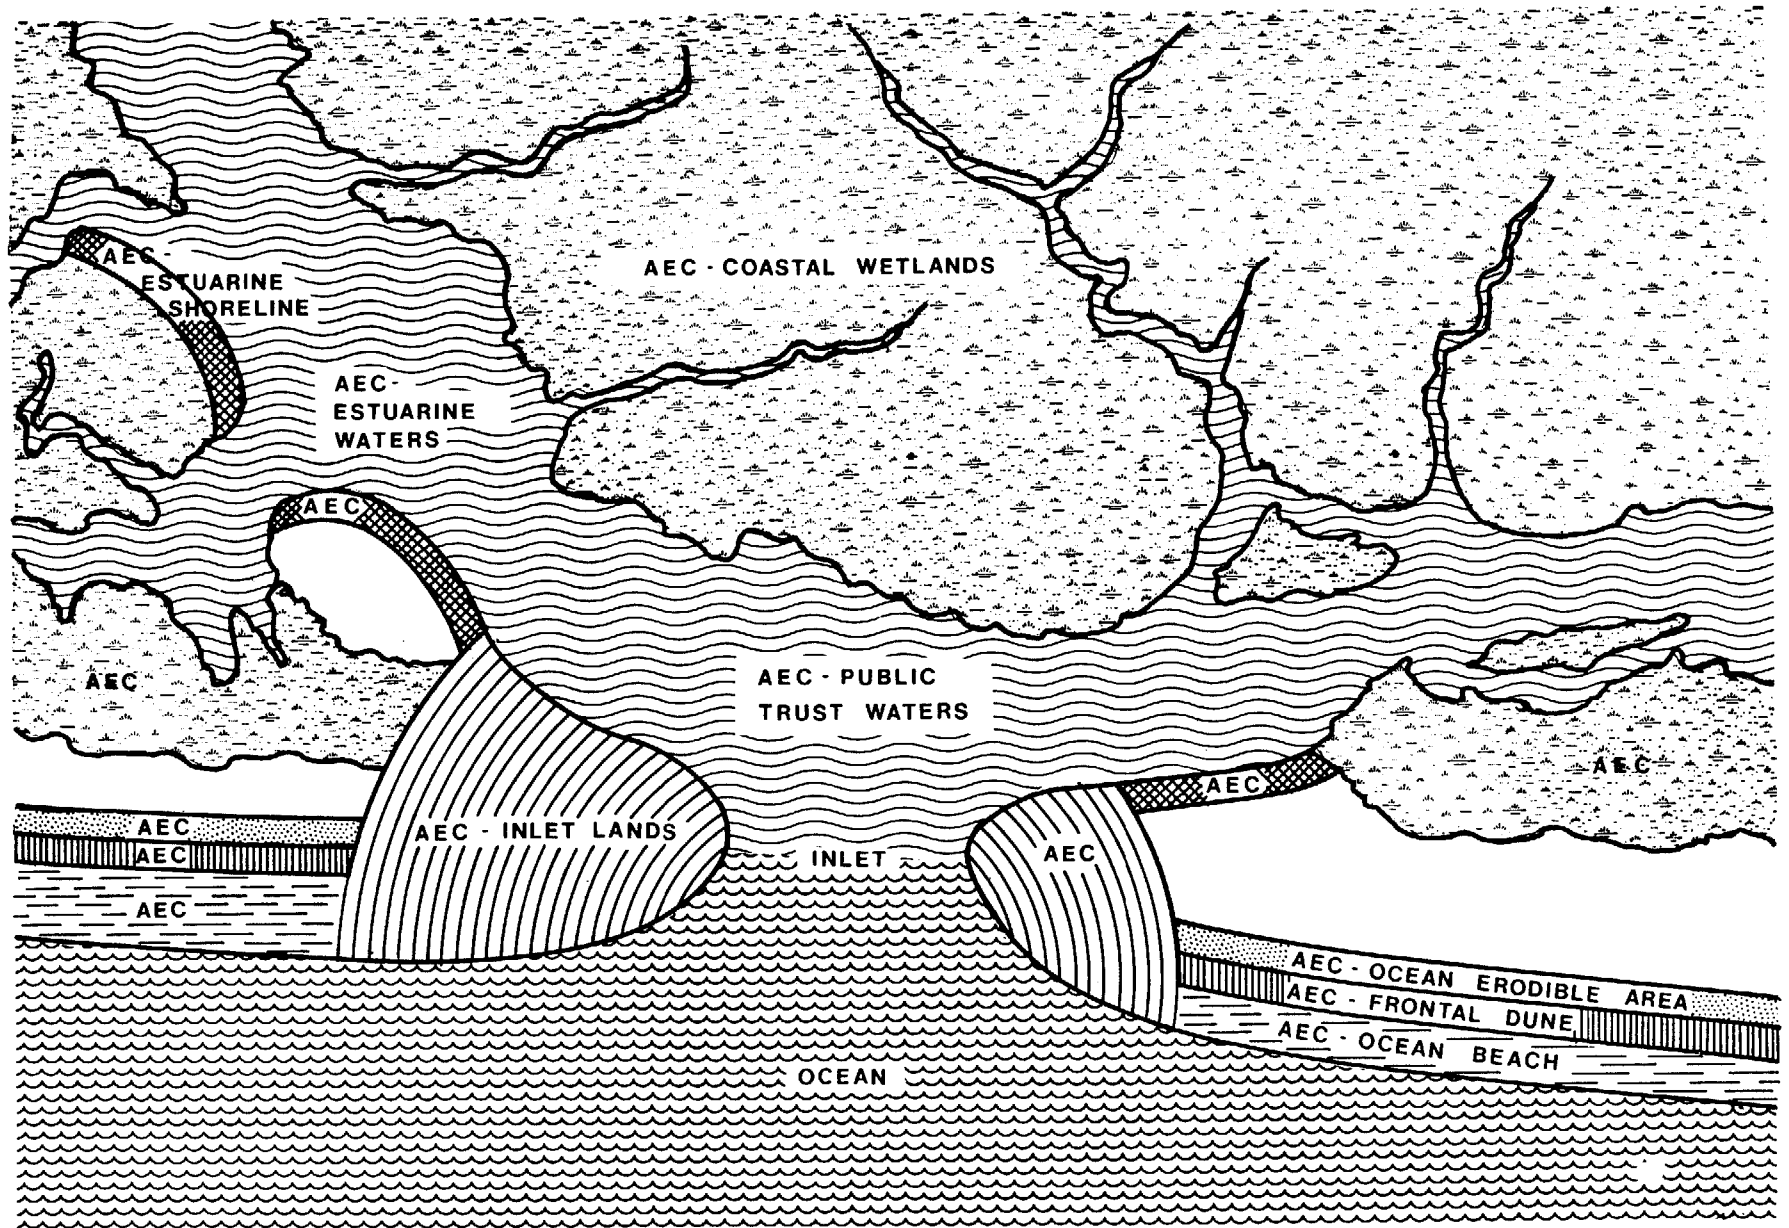 AEC -
ESTUARINE
SHORELINE
AEC - COASTAL WETLANDS
AEC-
ESTUARINE
WATERS
AEC
AEC
AEC - PUBLIC
TRUST WATERS
AEC
AEC
AEC
AEC
AEC
AEC - INLET LANDS
INLET
AEC
AEC - OCEAN ERODIBLE AREA
AEC - FRONTAL DUNE
AEC - OCEAN BEACH
OCEAN